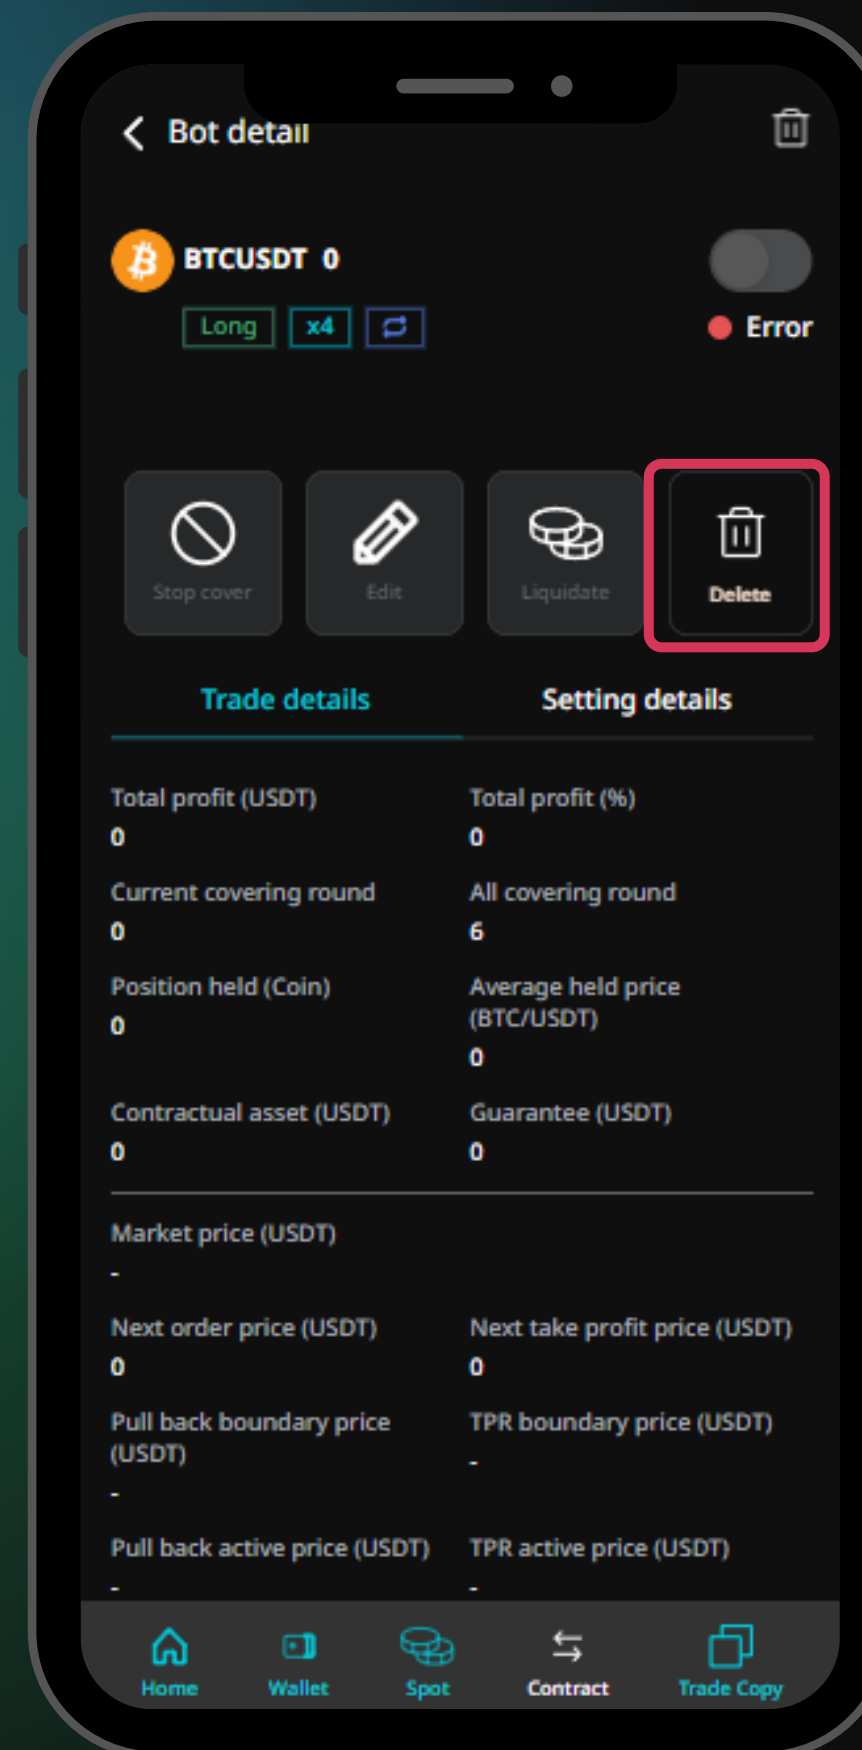 Bot detail
BTCUSDT 0
Long x4
Error
Stop cover Edit Liquidate Delete
Trade details Setting details
Total profit (USDT) Total profit (%)
0 0
Current covering round All covering round
0 6
Position held (Coin) Average held price
(BTC/USDT)
0 0
Contractual asset (USDT) Guarantee (USDT)
0 0
Market price (USDT)
-
Next order price (USDT) Next take profit price (USDT)
0 0
Pull back boundary price TPR boundary price (USDT)
(USDT) -
-
Pull back active price (USDT) TPR active price (USDT)
- -
Home Wallet Spot Contract Trade Copy